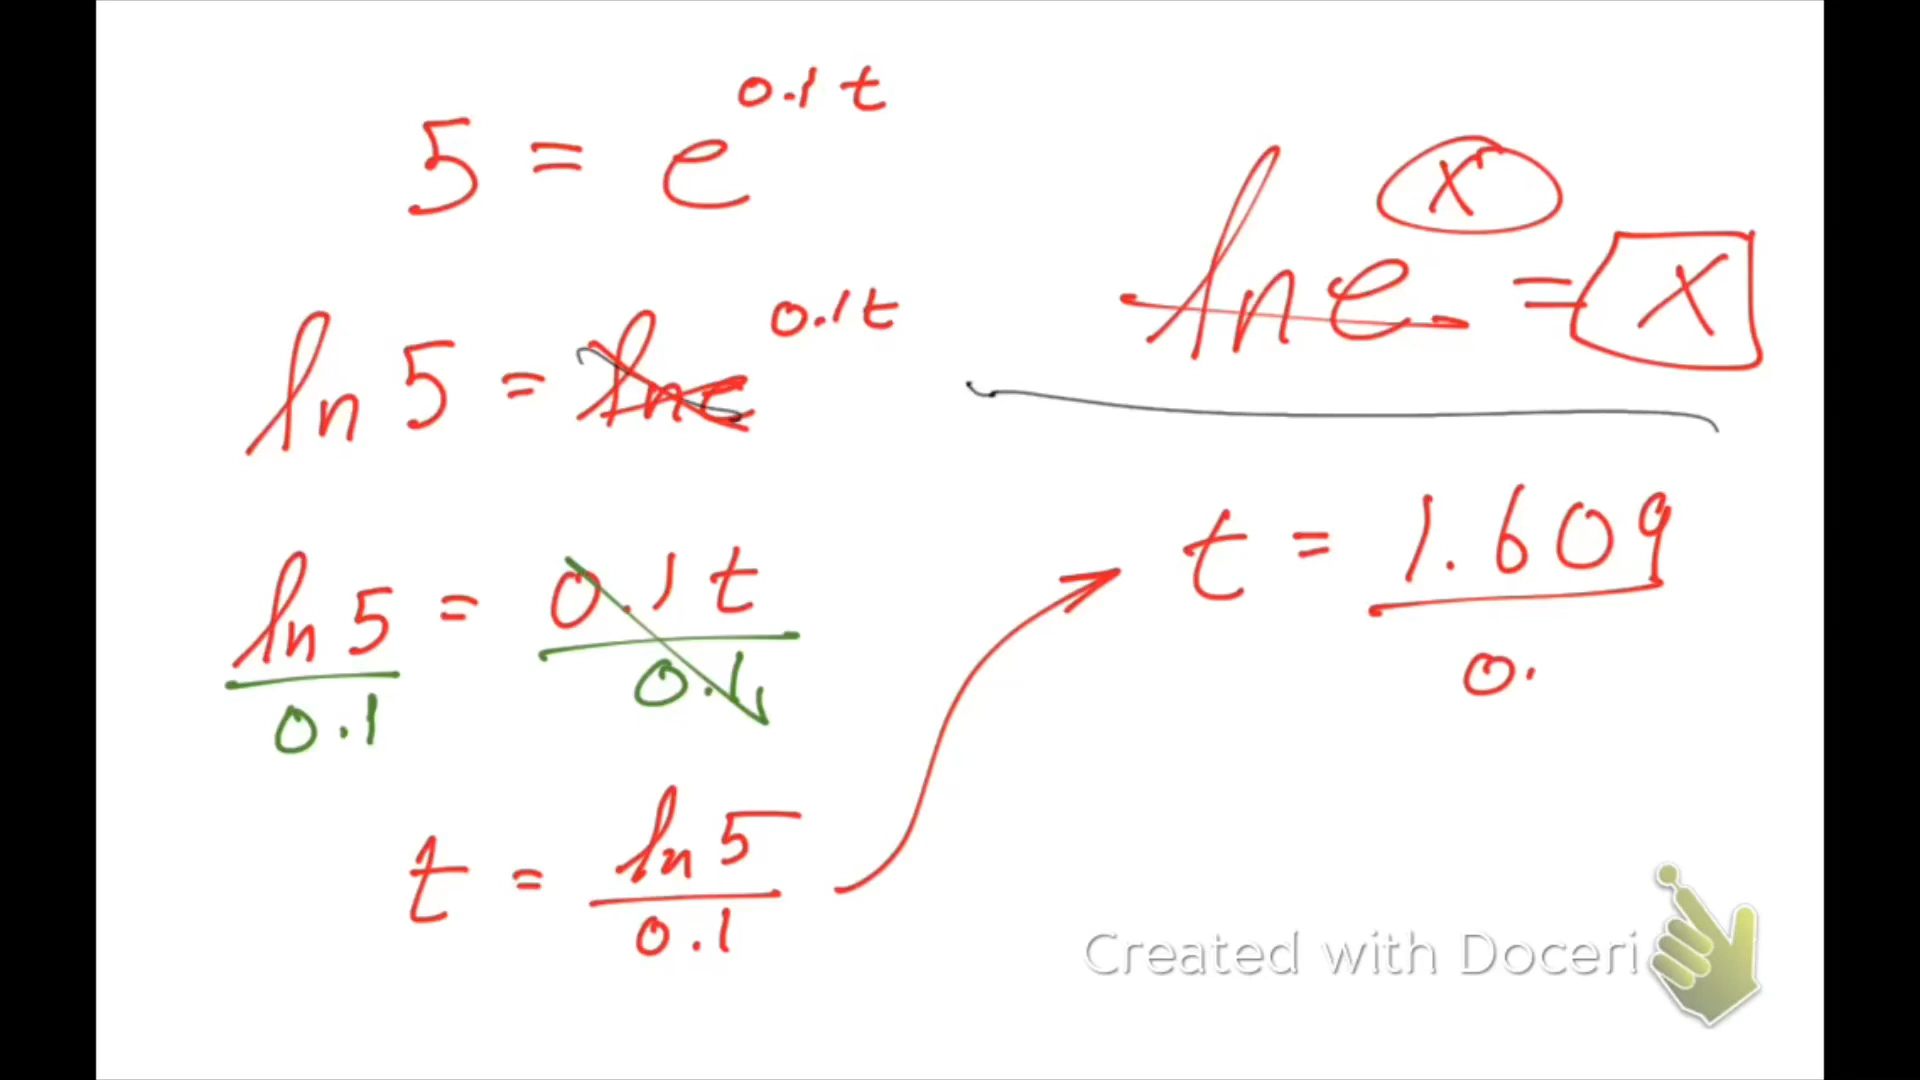 5 = e^{0.1t}
ln 5 = ln e^{0.1t}
ln 5 / 0.1 = 0.1t / 0.1
t = ln 5 / 0.1
ln e^x = x
t = 1.609 / 0.
Created with Doceri